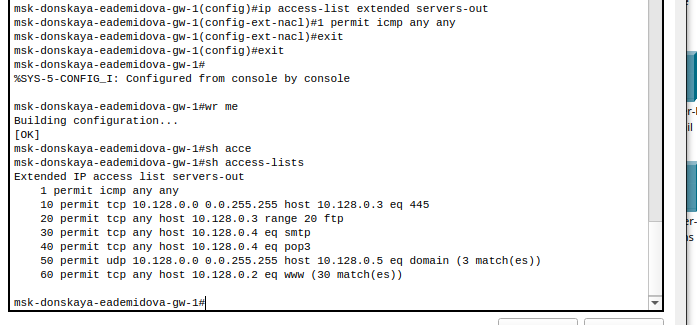 msk-donskaya-eademidova-gw-1(config)#ip access-list extended servers-out
msk-donskaya-eademidova-gw-1(config-ext-nacl)#1 permit icmp any any
msk-donskaya-eademidova-gw-1(config-ext-nacl)#exit
msk-donskaya-eademidova-gw-1(config)#exit
msk-donskaya-eademidova-gw-1#
%SYS-5-CONFIG_I: Configured from console by console
msk-donskaya-eademidova-gw-1#wr me
Building configuration...
[OK]
msk-donskaya-eademidova-gw-1#sh acce
msk-donskaya-eademidova-gw-1#sh access-lists
Extended IP access list servers-out
1 permit icmp any any
10 permit tcp 10.128.0.0 0.0.255.255 host 10.128.0.3 eq 445
20 permit tcp any host 10.128.0.3 range 20 ftp
30 permit tcp any host 10.128.0.4 eq smtp
40 permit tcp any host 10.128.0.4 eq pop3
50 permit udp 10.128.0.0 0.0.255.255 host 10.128.0.5 eq domain (3 match(es))
60 permit tcp any host 10.128.0.2 eq www (30 match(es))
msk-donskaya-eademidova-gw-1#